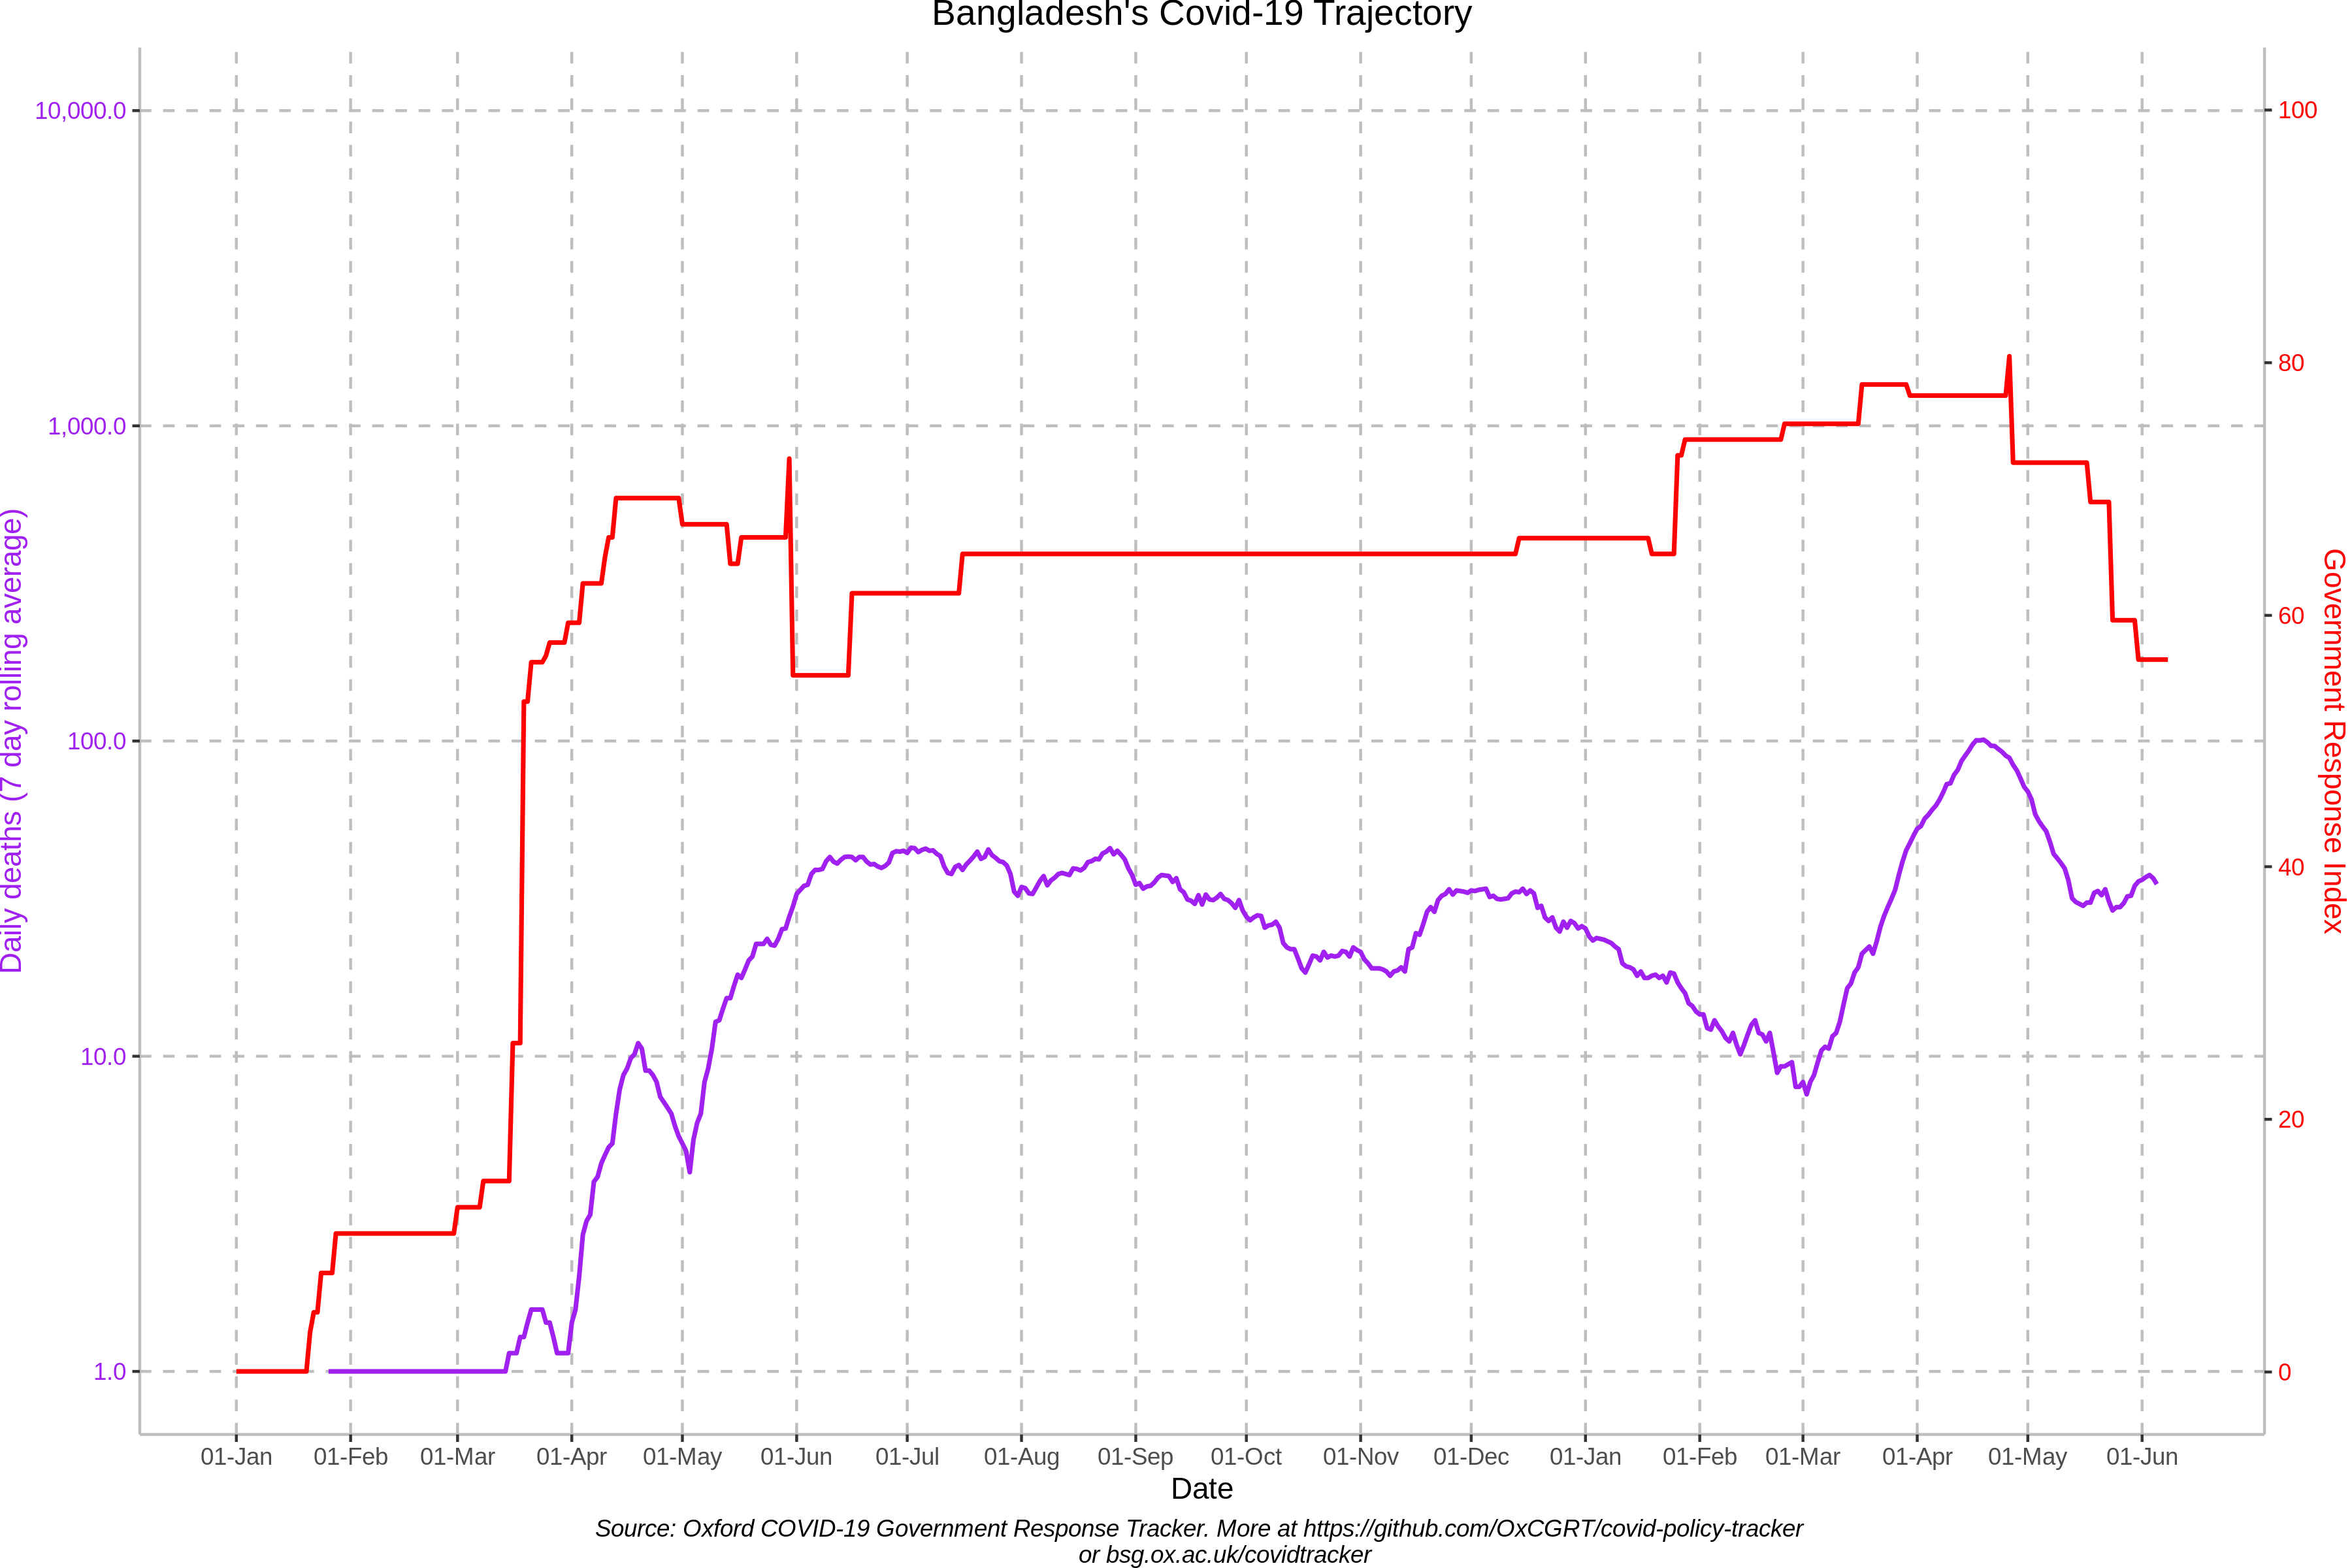 Bangladesh's Covid-19 Trajectory
10,000.0
1,000.0
100.0
10.0
1.0
Daily deaths (7 day rolling average)
100
80
60
40
20
0
Government Response Index
01-Jan 01-Feb 01-Mar 01-Apr 01-May 01-Jun 01-Jul 01-Aug 01-Sep 01-Oct 01-Nov 01-Dec 01-Jan 01-Feb 01-Mar 01-Apr 01-May 01-Jun
Date
Source: Oxford COVID-19 Government Response Tracker. More at https://github.com/OxCGRT/covid-policy-tracker
or bsg.ox.ac.uk/covidtracker